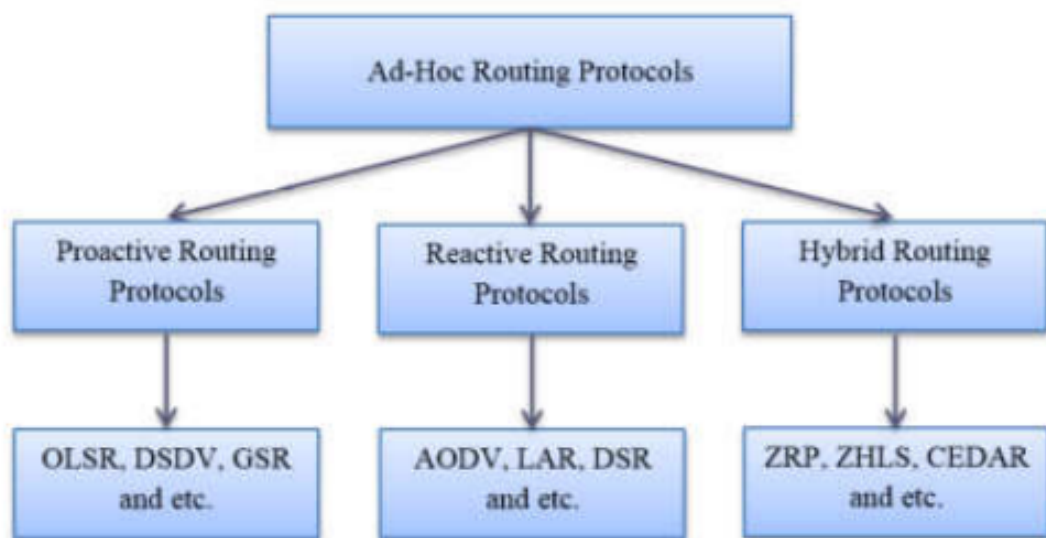 Ad-Hoc Routing Protocols
Proactive Routing
Protocols
Reactive Routing
Protocols
Hybrid Routing
Protocols
OLSR, DSDV, GSR
and etc.
AODV, LAR, DSR
and etc.
ZRP, ZHLS, CEDAR
and etc.